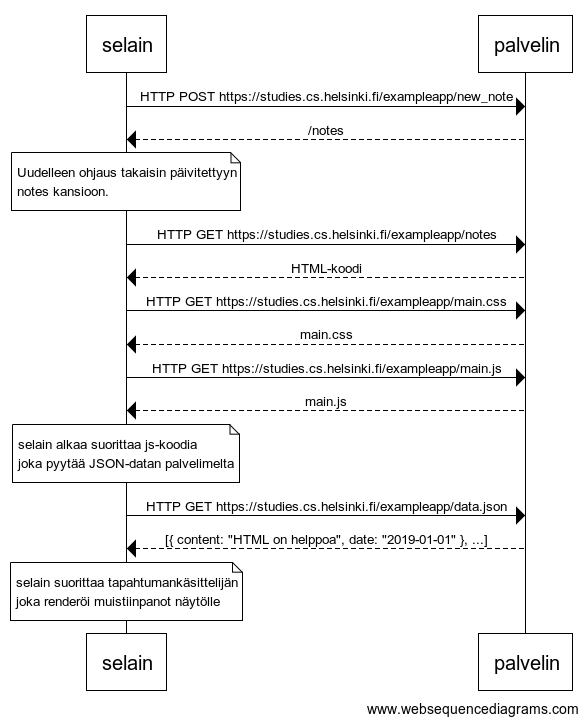 selain
palvelin
HTTP POST https://studies.cs.helsinki.fi/exampleapp/new_note
/notes
Uudelleen ohjaus takaisin päivitettyyn
notes kansioon.
HTTP GET https://studies.cs.helsinki.fi/exampleapp/notes
HTML-koodi
HTTP GET https://studies.cs.helsinki.fi/exampleapp/main.css
main.css
HTTP GET https://studies.cs.helsinki.fi/exampleapp/main.js
main.js
selain alkaa suorittaa js-koodia
joka pyytää JSON-datan palvelimelta
HTTP GET https://studies.cs.helsinki.fi/exampleapp/data.json
[{ content: "HTML on helppoa", date: "2019-01-01" }, ...]
selain suorittaa tapahtumankäsittelijän
joka renderöi muistiinpanot näytölle
selain
palvelin
www.websequencediagrams.com